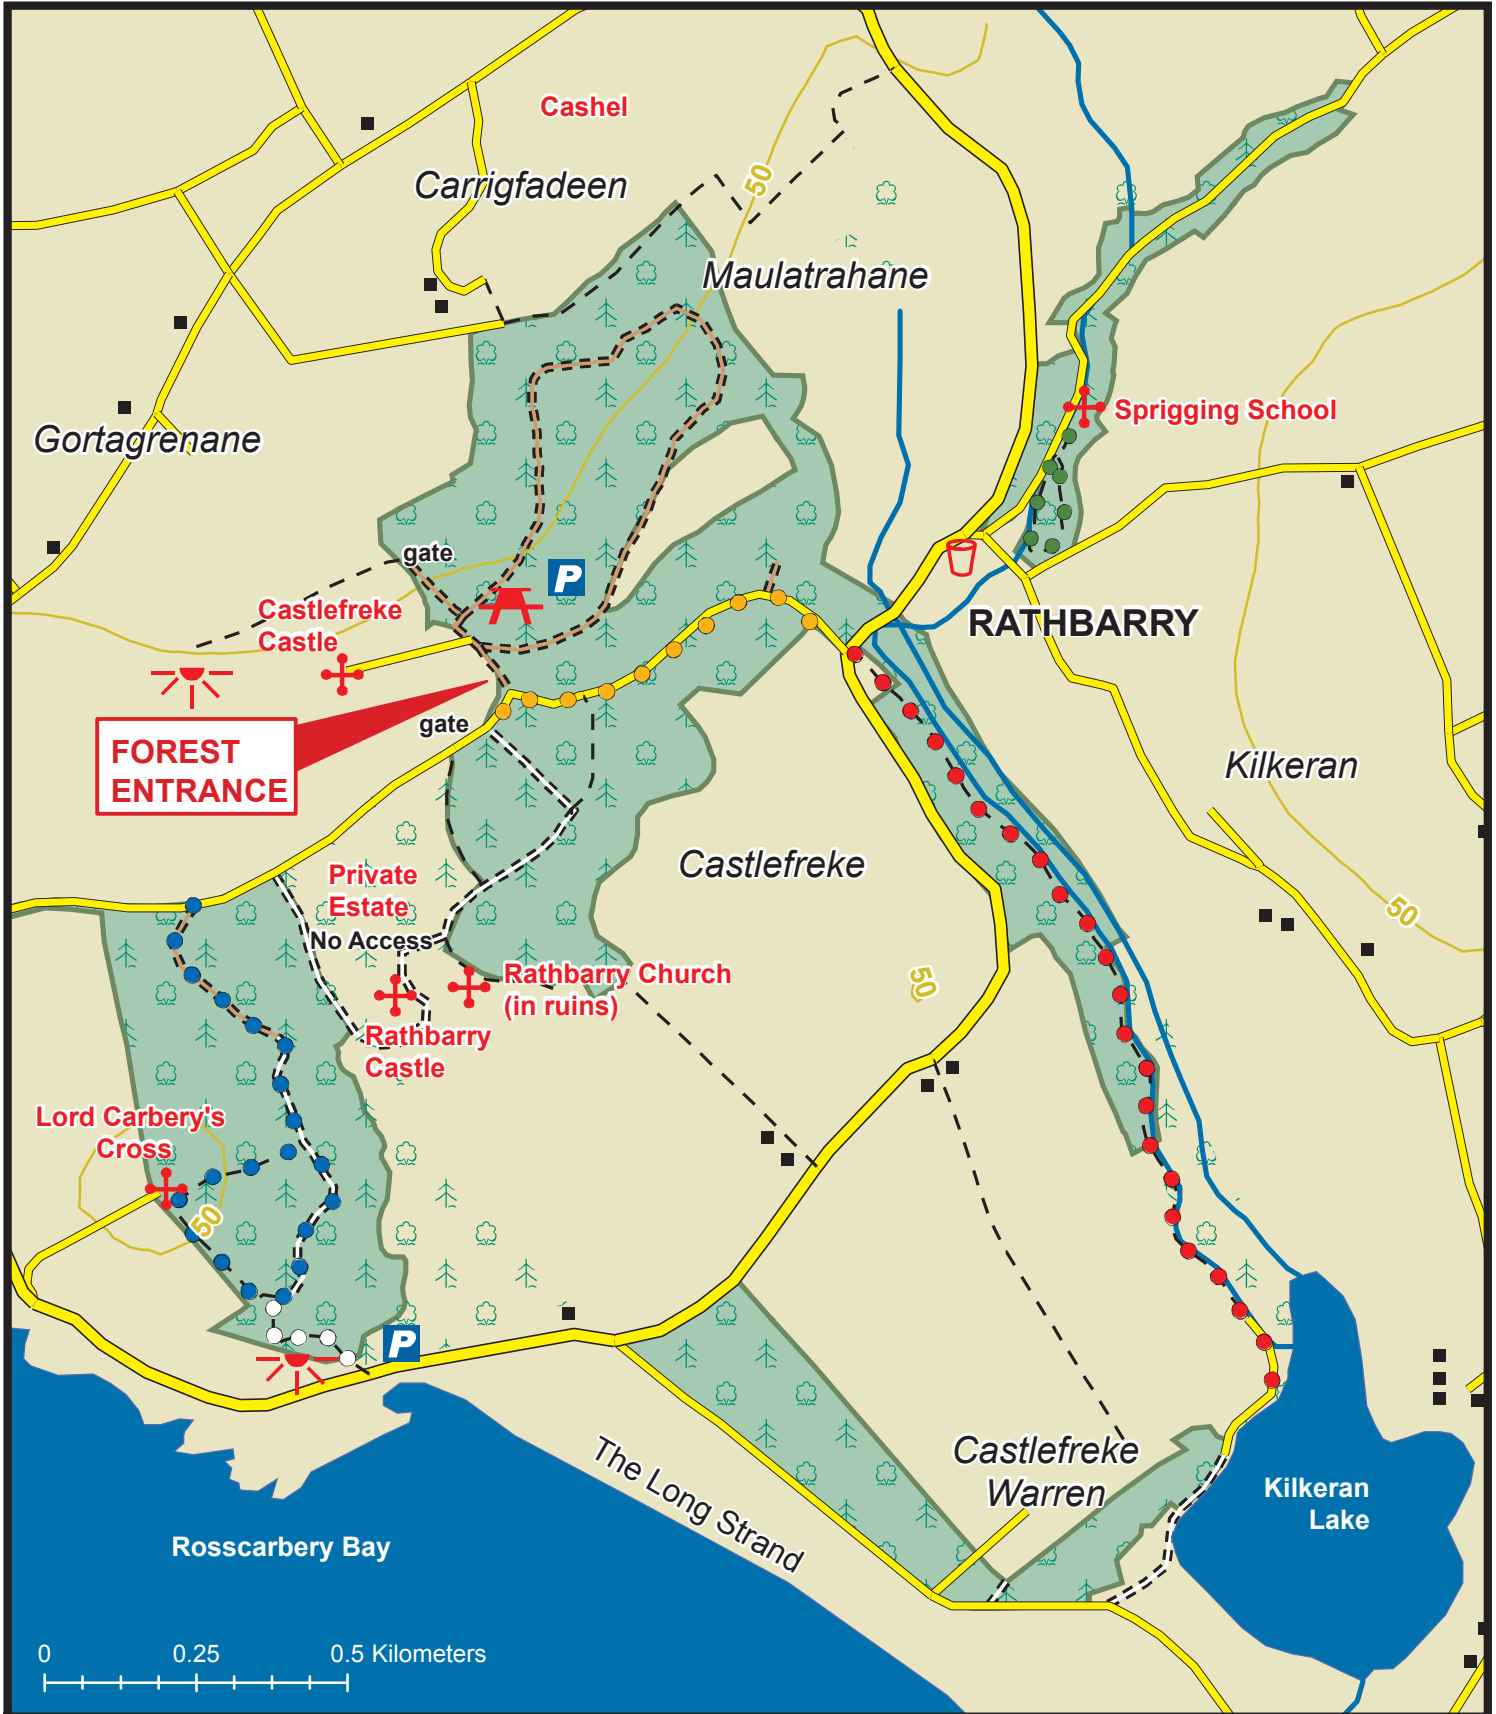 Cashel
Carrigfadeen
50
Maulatrahane
Sprigging School
Gortagrenane
gate
P
Castlefreke
Castle
RATHBARRY
FOREST
ENTRANCE
gate
Kilkeran
Castlefreke
Private
Estate
No Access
50
Rathbarry Church
(in ruins)
50
Rathbarry
Castle
Lord Carbery's
Cross
50
P
The Long Strand
Castlefreke
Warren
Kilkeran
Lake
Rosscarbery Bay
0 0.25 0.5 Kilometers